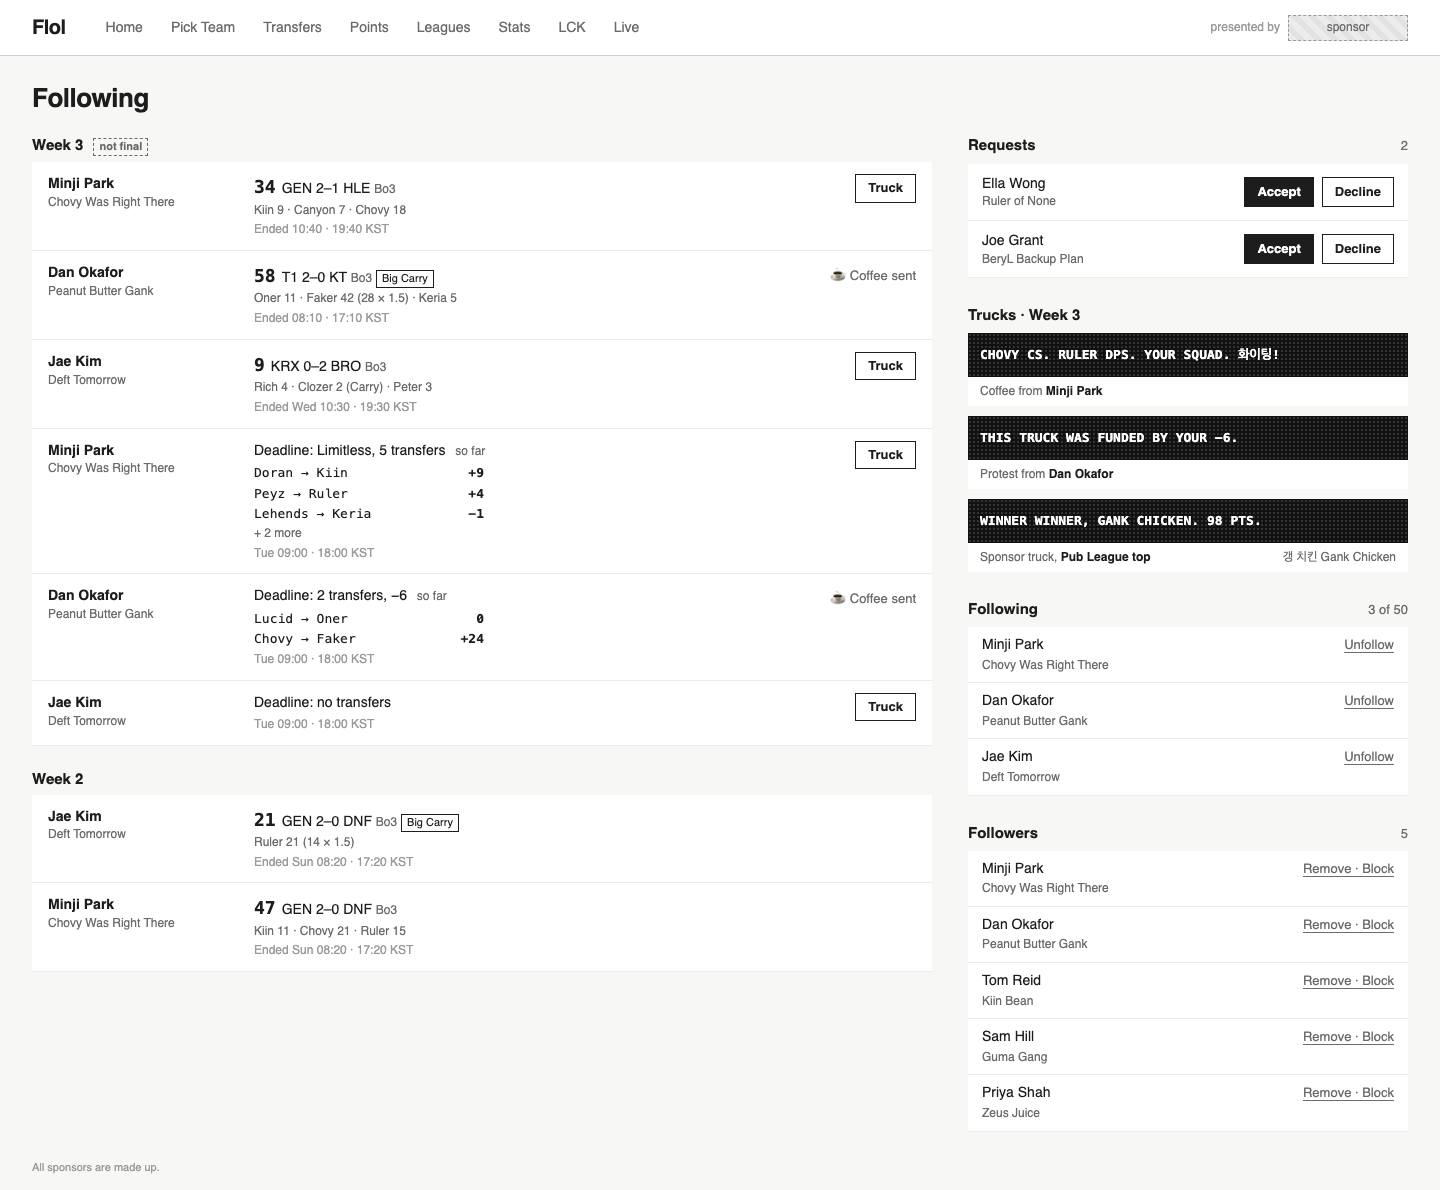 Flol
Home Pick Team Transfers Points Leagues Stats LCK Live
presented by sponsor
Following
Week 3 not final
Minji Park
Chovy Was Right There
34 GEN 2–1 HLE Bo3
Kiin 9 · Canyon 7 · Chovy 18
Ended 10:40 · 19:40 KST
Truck
Dan Okafor
Peanut Butter Gank
58 T1 2–0 KT Bo3 Big Carry
Oner 11 · Faker 42 (28 × 1.5) · Keria 5
Ended 08:10 · 17:10 KST
☕ Coffee sent
Jae Kim
Deft Tomorrow
9 KRX 0–2 BRO Bo3
Rich 4 · Clozer 2 (Carry) · Peter 3
Ended Wed 10:30 · 19:30 KST
Truck
Minji Park
Chovy Was Right There
Deadline: Limitless, 5 transfers so far
Doran → Kiin +9
Peyz → Ruler +4
Lehends → Keria −1
+ 2 more
Tue 09:00 · 18:00 KST
Truck
Dan Okafor
Peanut Butter Gank
Deadline: 2 transfers, −6 so far
Lucid → Oner 0
Chovy → Faker +24
Tue 09:00 · 18:00 KST
☕ Coffee sent
Jae Kim
Deft Tomorrow
Deadline: no transfers
Tue 09:00 · 18:00 KST
Truck
Week 2
Jae Kim
Deft Tomorrow
21 GEN 2–0 DNF Bo3 Big Carry
Ruler 21 (14 × 1.5)
Ended Sun 08:20 · 17:20 KST
Minji Park
Chovy Was Right There
47 GEN 2–0 DNF Bo3
Kiin 11 · Chovy 21 · Ruler 15
Ended Sun 08:20 · 17:20 KST
Requests 2
Ella Wong
Ruler of None
Accept Decline
Joe Grant
BeryL Backup Plan
Accept Decline
Trucks · Week 3
CHOVY CS. RULER DPS. YOUR SQUAD. 화이팅!
Coffee from Minji Park
THIS TRUCK WAS FUNDED BY YOUR −6.
Protest from Dan Okafor
WINNER WINNER, GANK CHICKEN. 98 PTS.
Sponsor truck, Pub League top 갱 치킨 Gank Chicken
Following 3 of 50
Minji Park Unfollow
Chovy Was Right There
Dan Okafor Unfollow
Peanut Butter Gank
Jae Kim Unfollow
Deft Tomorrow
Followers 5
Minji Park Remove · Block
Chovy Was Right There
Dan Okafor Remove · Block
Peanut Butter Gank
Tom Reid Remove · Block
Kiin Bean
Sam Hill Remove · Block
Guma Gang
Priya Shah Remove · Block
Zeus Juice
All sponsors are made up.